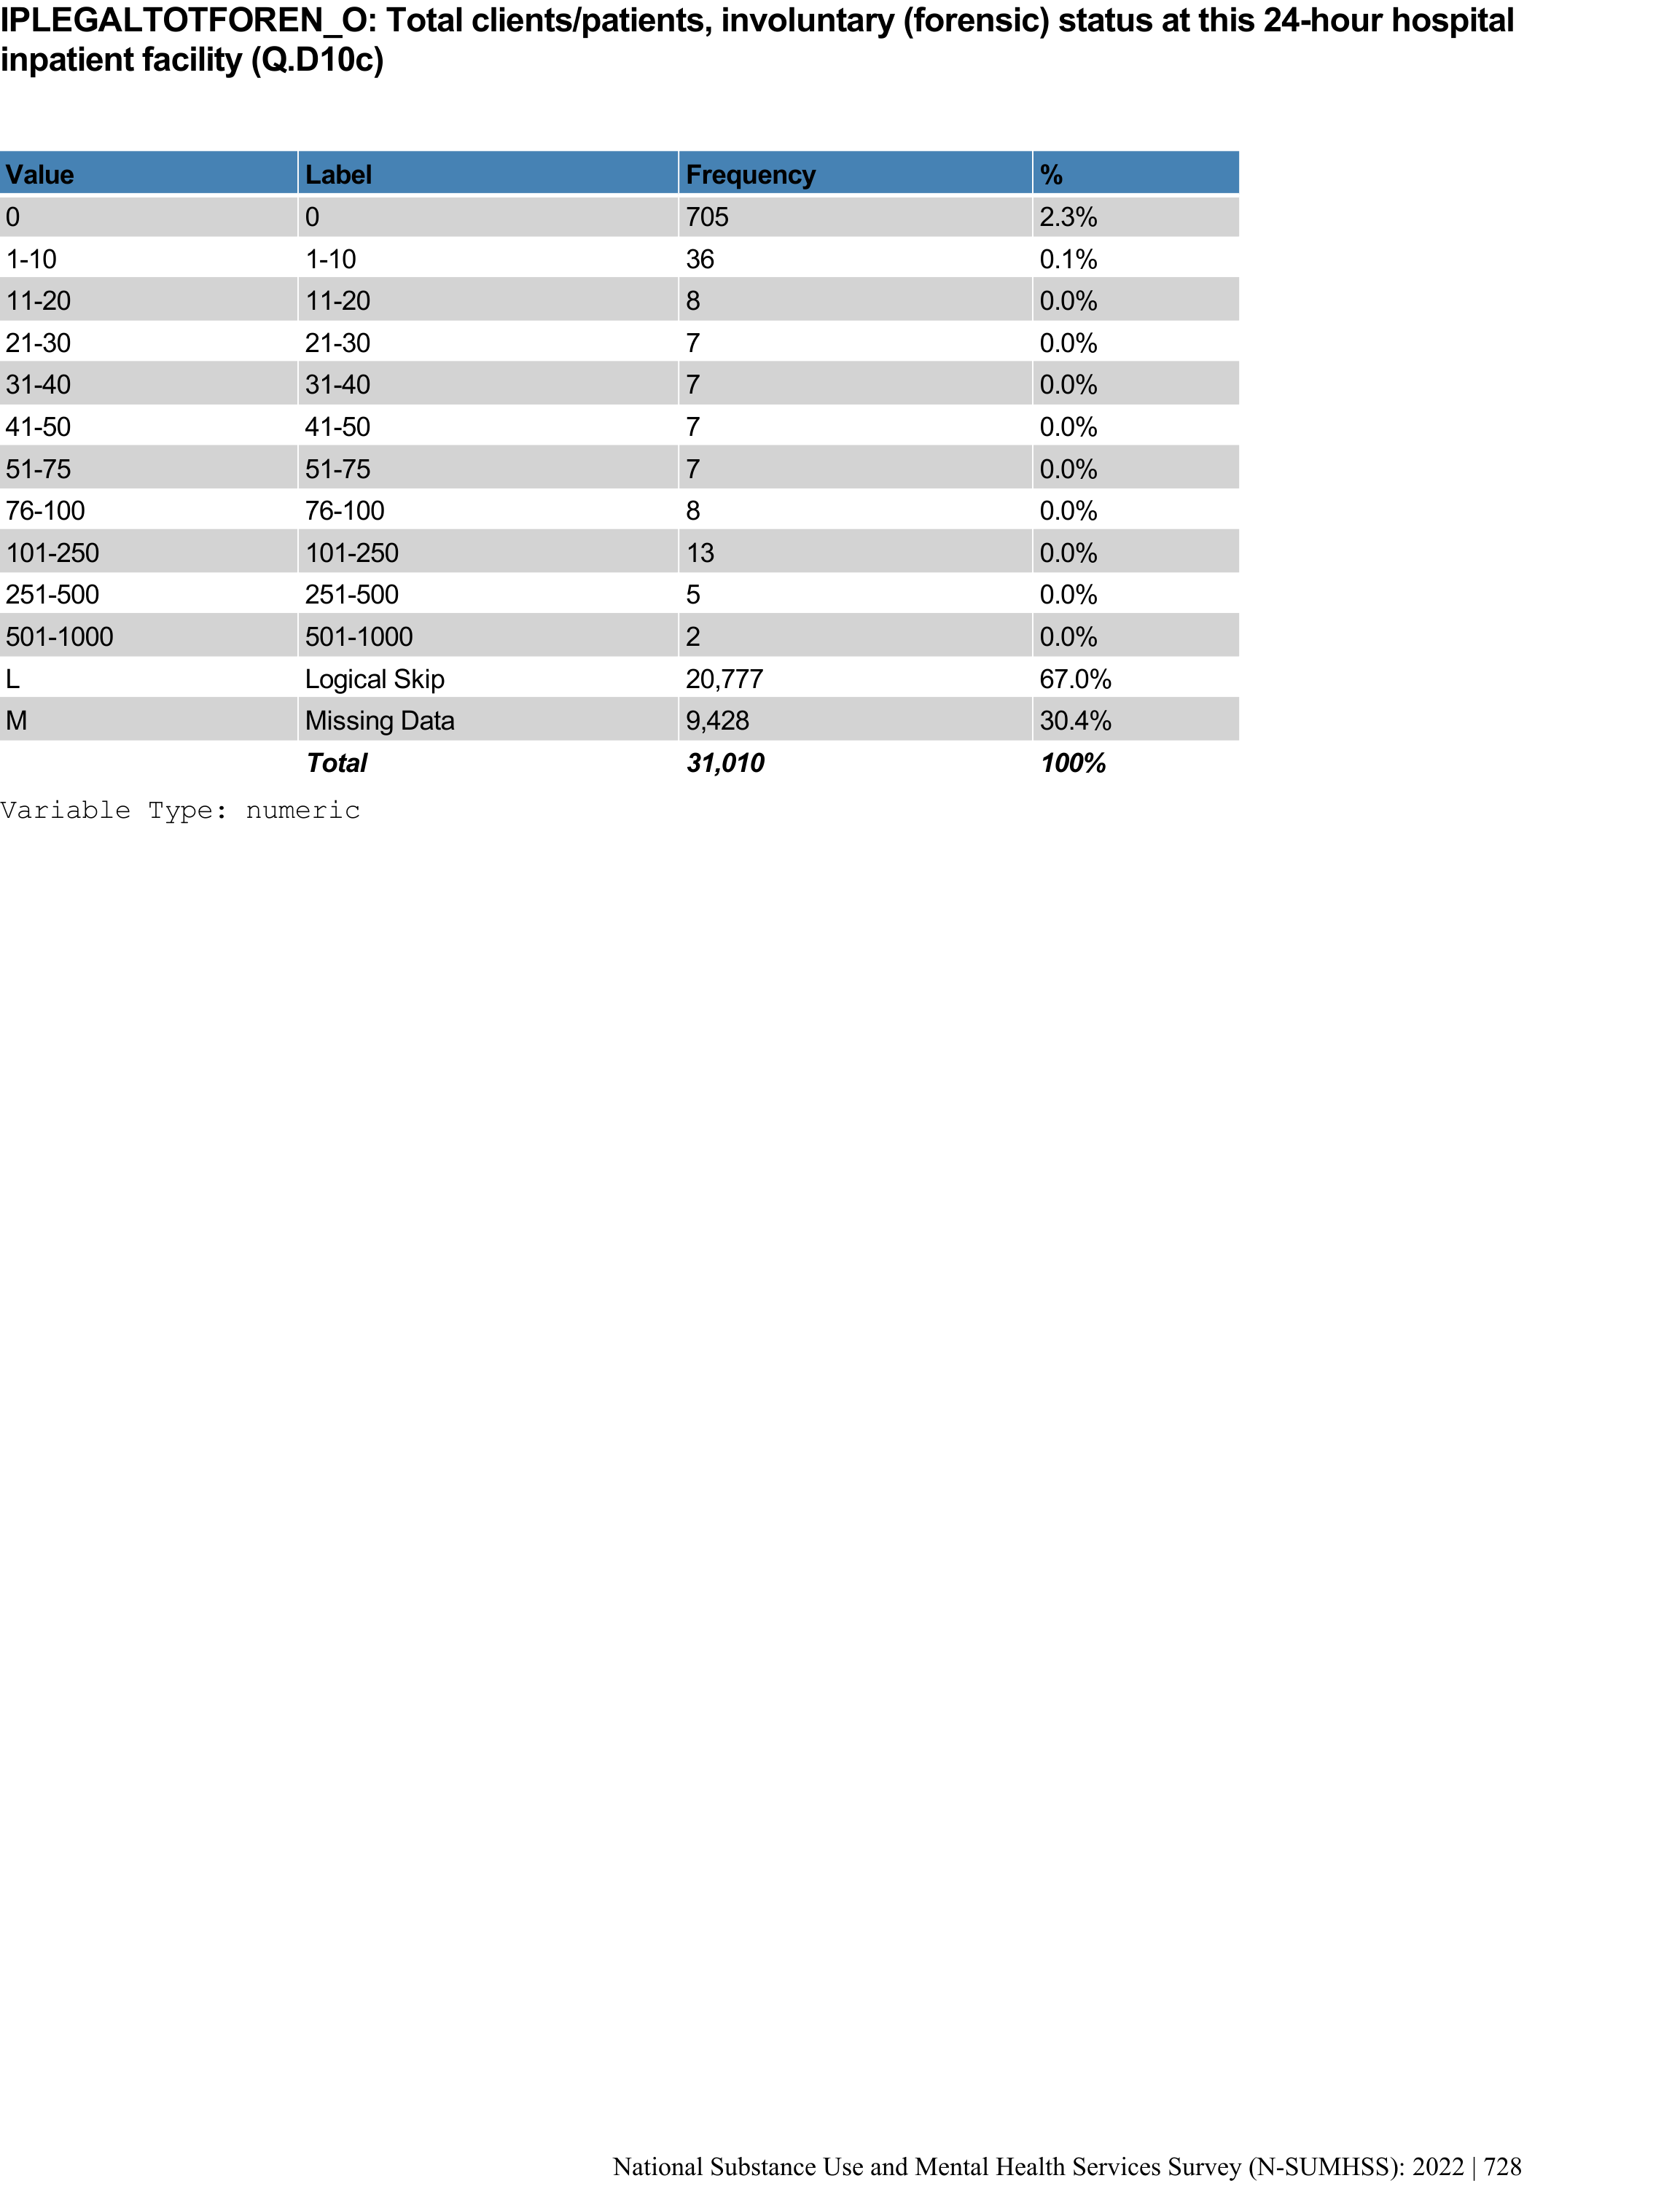 IPLEGALTOTFOREN_O: Total clients/patients, involuntary (forensic) status at this 24-hour hospital
inpatient facility (Q.D10c)
Value Label Frequency %
0 0 705 2.3%
1-10 1-10 36 0.1%
11-20 11-20 8 0.0%
21-30 21-30 7 0.0%
31-40 31-40 7 0.0%
41-50 41-50 7 0.0%
51-75 51-75 7 0.0%
76-100 76-100 8 0.0%
101-250 101-250 13 0.0%
251-500 251-500 5 0.0%
501-1000 501-1000 2 0.0%
L Logical Skip 20,777 67.0%
M Missing Data 9,428 30.4%
Total 31,010 100%
Variable Type: numeric
National Substance Use and Mental Health Services Survey (N-SUMHSS): 2022 | 728